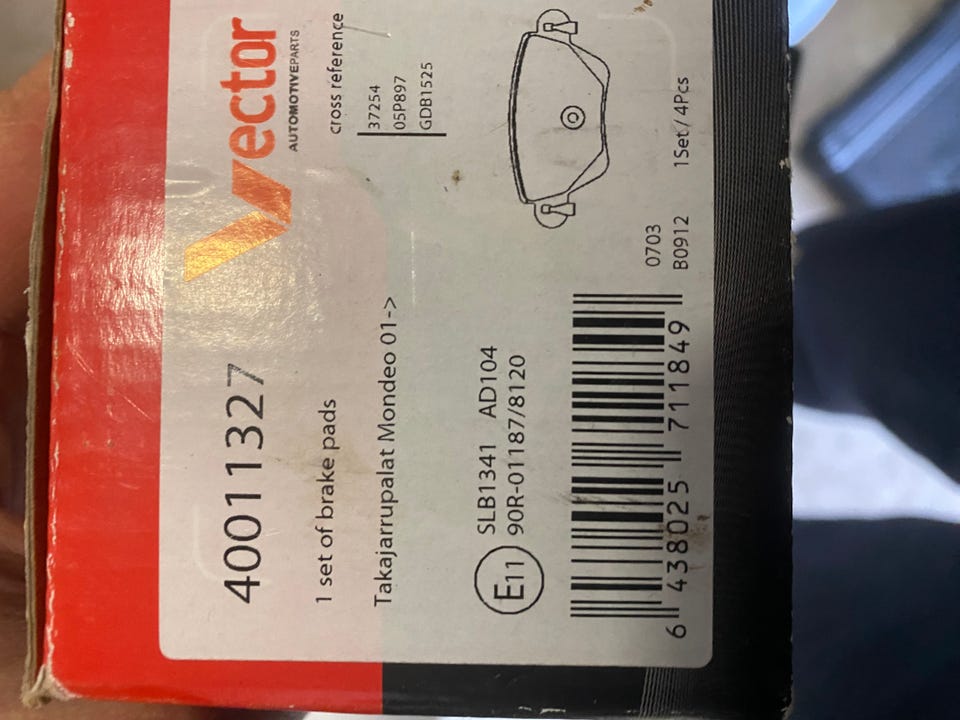 Vector
AUTOMOTIVEPARTS
40011327
1 set of brake pads
cross reference
37254
05P897
GDB1525
Takajarrupalat Mondeo 01->
E11
SLB1341 AD104
90R-01187/8120
0703
B0912
1Set / 4Pcs
6 438025 711849